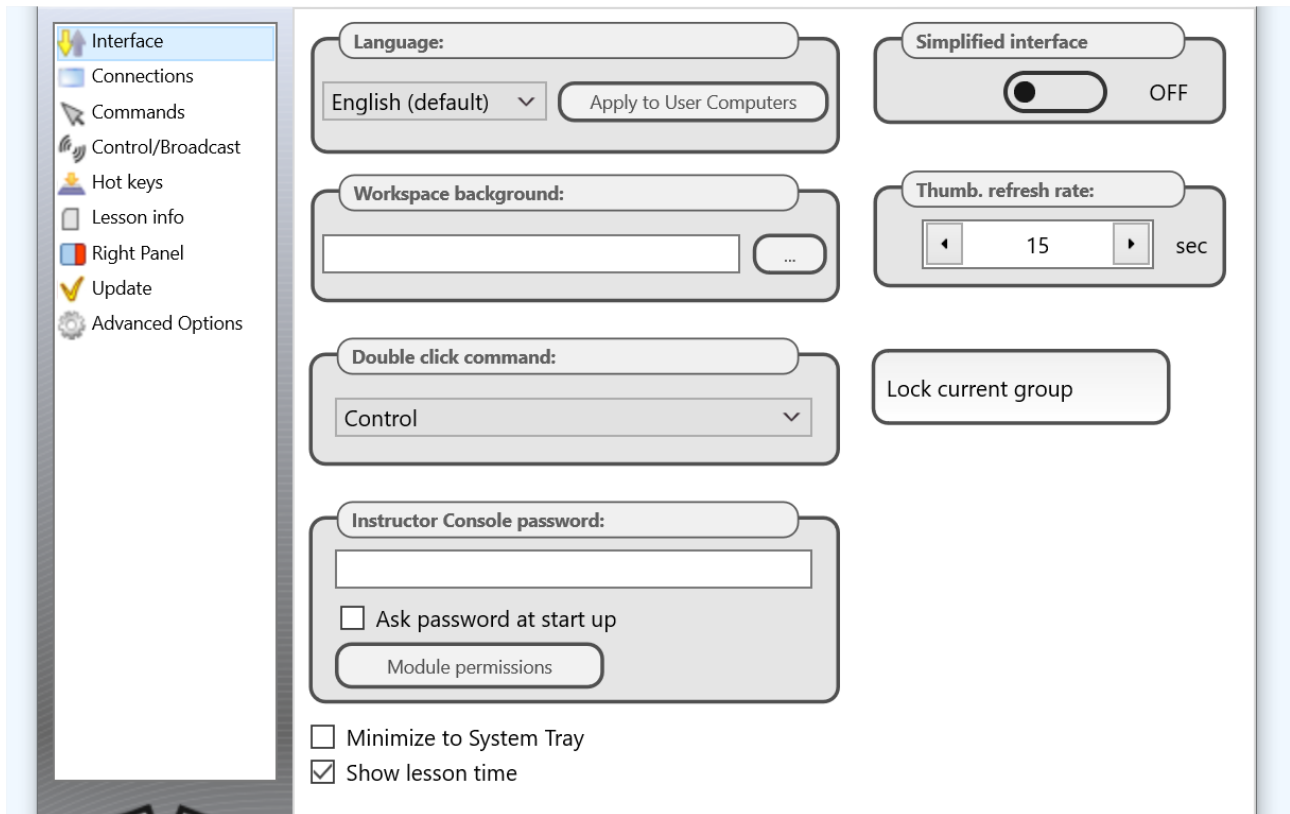 Interface
Connections
Commands
Control/Broadcast
Hot keys
Lesson info
Right Panel
Update
Advanced Options
Language:
English (default)
Apply to User Computers
Workspace background:
...
Double click command:
Control
Instructor Console password:
Ask password at start up
Module permissions
Minimize to System Tray
Show lesson time
Simplified interface
OFF
Thumb. refresh rate:
15
sec
Lock current group